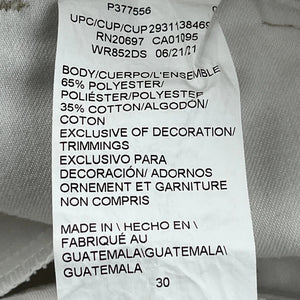 P377556
UPC/CUP/CUP2931138469
RN20697 CA01095
WR852DS 06/21/21
BODY/CUERPO/L'ENSEMBLE
65% POLYESTER/
POLIÉSTER/POLYESTER
35% COTTON/ALGODÓN/
COTON
EXCLUSIVE OF DECORATION/
TRIMMINGS
EXCLUSIVO PARA
DECORACIÓN/ ADORNOS
ORNEMENT ET GARNITURE
NON COMPRIS
MADE IN \ HECHO EN \
FABRIQUÉ AU
GUATEMALA\GUATEMALA\
GUATEMALA
30